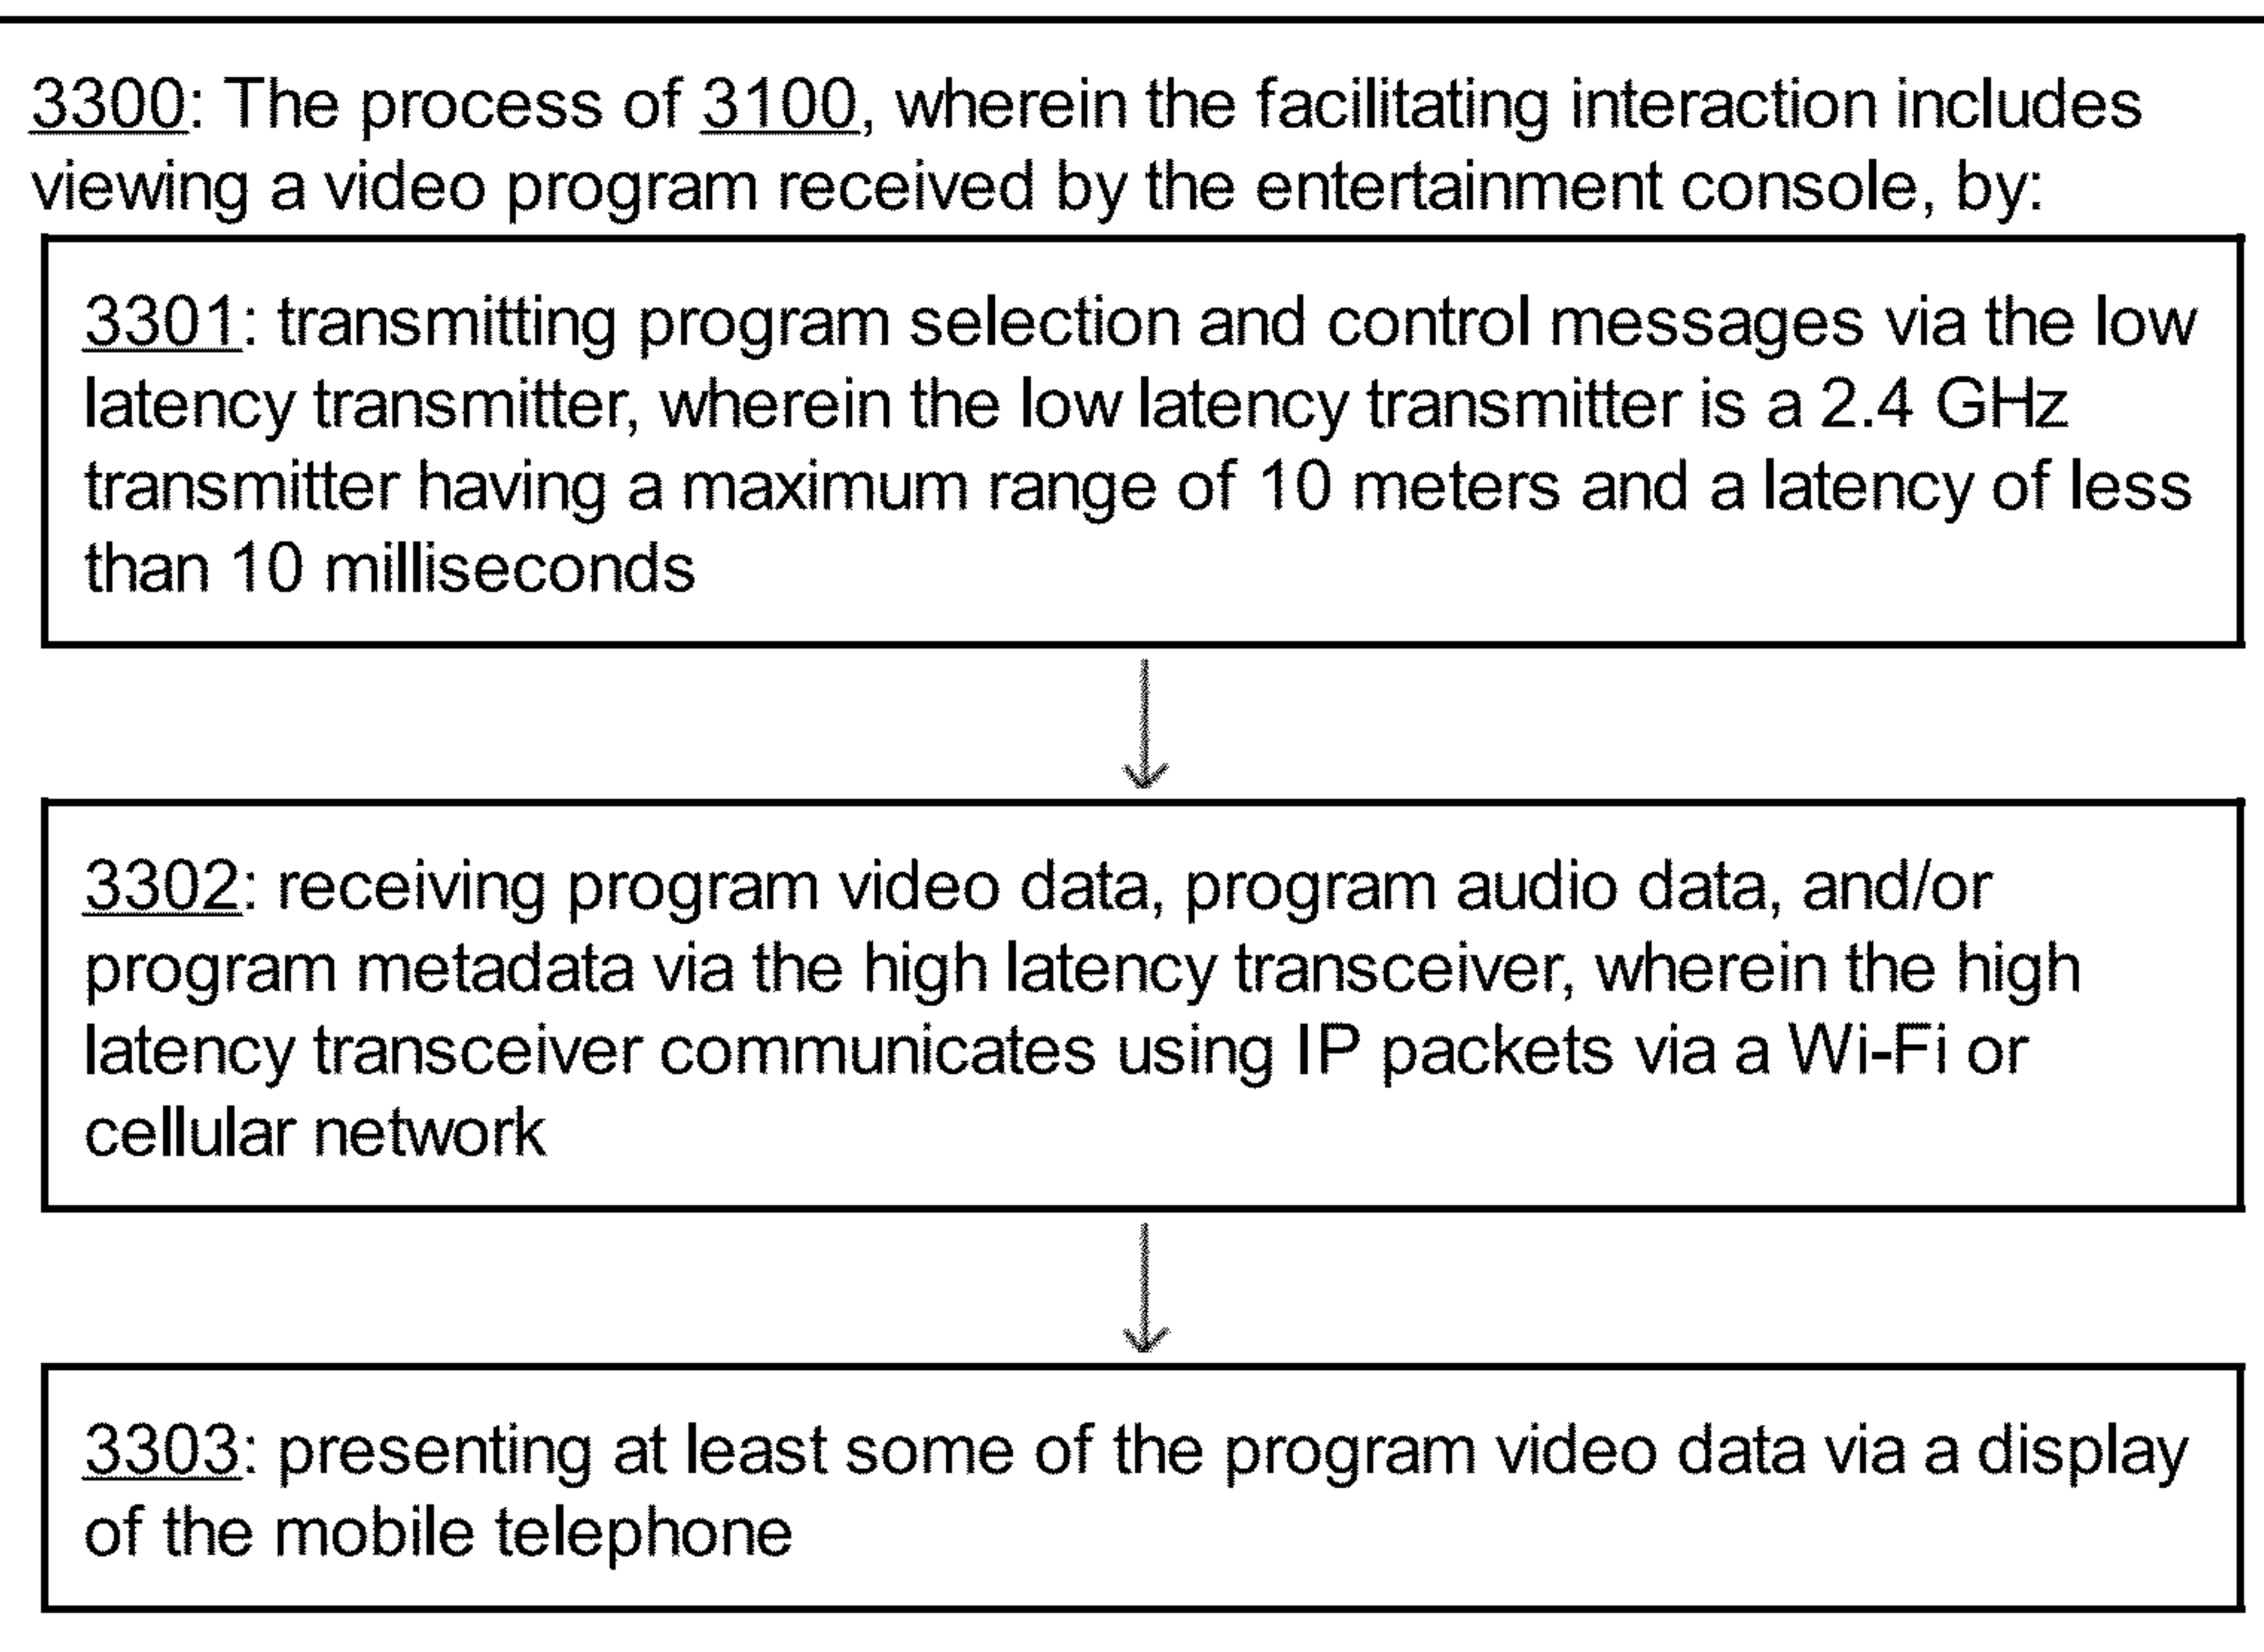 3300: The process of 3100, wherein the facilitating interaction includes
viewing a video program received by the entertainment console, by:
3301: transmitting program selection and control messages via the low
latency transmitter, wherein the low latency transmitter is a 2.4 GHz
transmitter having a maximum range of 10 meters and a latency of less
than 10 milliseconds
3302: receiving program video data, program audio data, and/or
program metadata via the high latency transceiver, wherein the high
latency transceiver communicates using IP packets via a Wi-Fi or
cellular network
3303: presenting at least some of the program video data via a display
of the mobile telephone